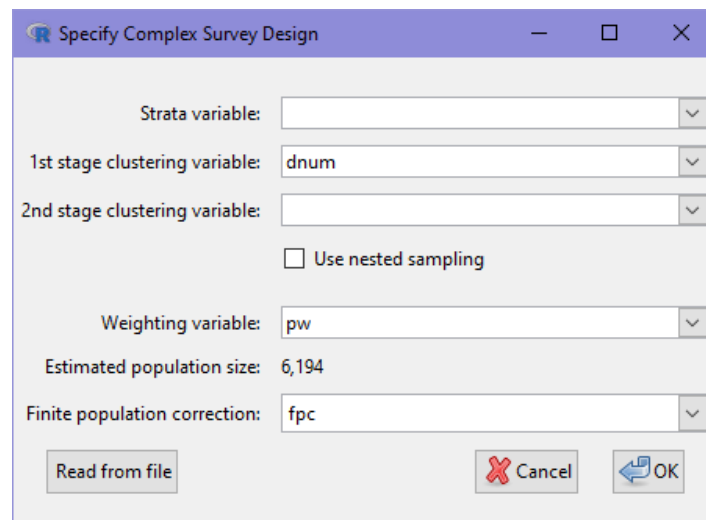 Specify Complex Survey Design
Strata variable:
1st stage clustering variable: dnum
2nd stage clustering variable:
Use nested sampling
Weighting variable: pw
Estimated population size: 6,194
Finite population correction: fpc
Read from file Cancel OK